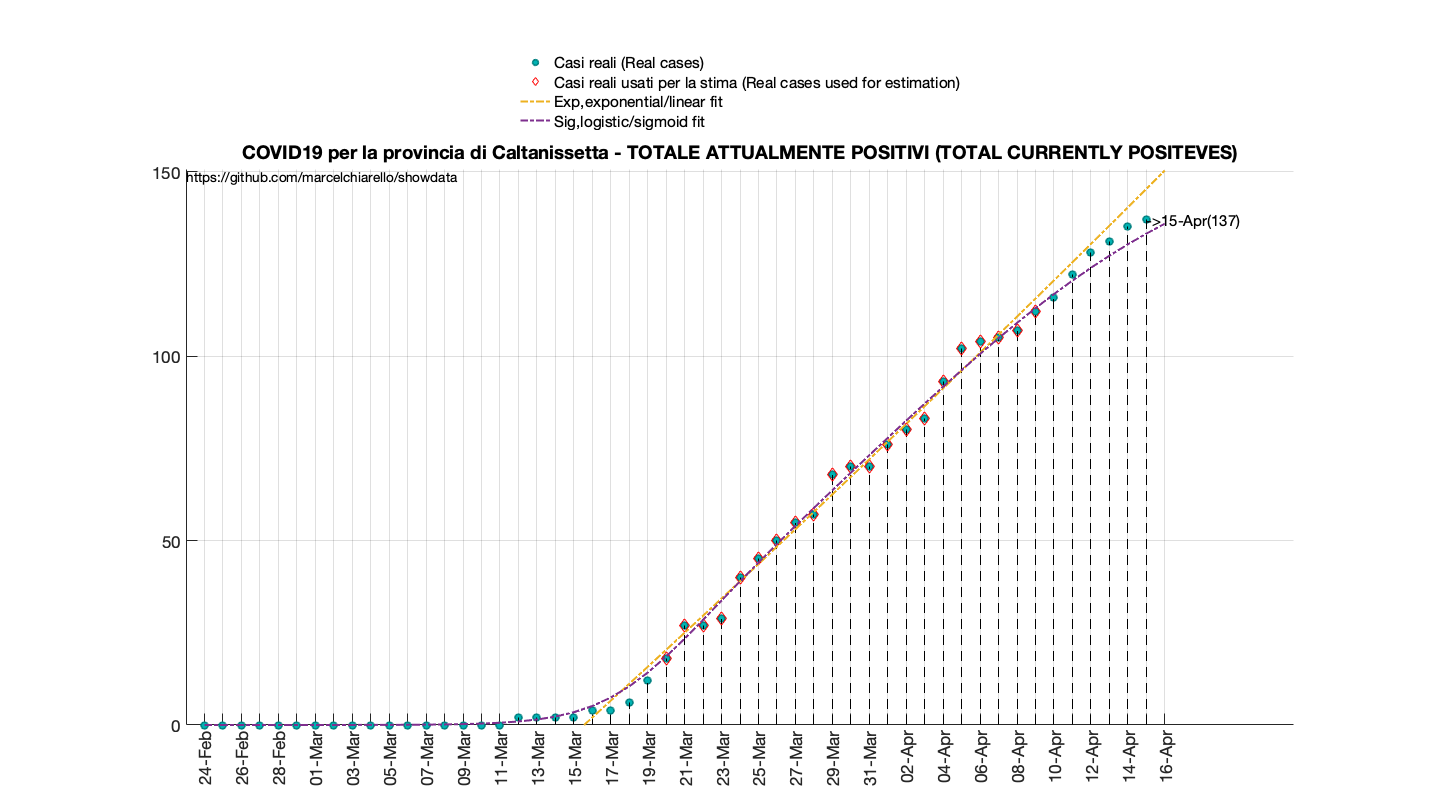 Casi reali (Real cases)
Casi reali usati per la stima (Real cases used for estimation)
Exp,exponential/linear fit
Sig,logistic/sigmoid fit
COVID19 per la provincia di Caltanissetta - TOTALE ATTUALMENTE POSITIVI (TOTAL CURRENTLY POSITEVES)
https://github.com/marcelchiarello/showdata
150
100
50
0
->15-Apr(137)
24-Feb
26-Feb
28-Feb
01-Mar
03-Mar
05-Mar
07-Mar
09-Mar
11-Mar
13-Mar
15-Mar
17-Mar
19-Mar
21-Mar
23-Mar
25-Mar
27-Mar
29-Mar
31-Mar
02-Apr
04-Apr
06-Apr
08-Apr
10-Apr
12-Apr
14-Apr
16-Apr